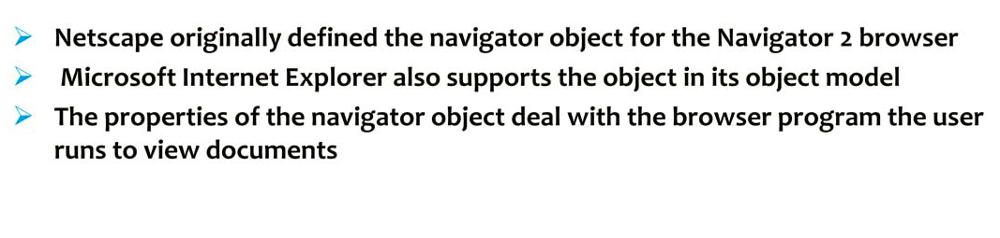 Netscape originally defined the navigator object for the Navigator 2 browser
Microsoft Internet Explorer also supports the object in its object model
The properties of the navigator object deal with the browser program the user
runs to view documents